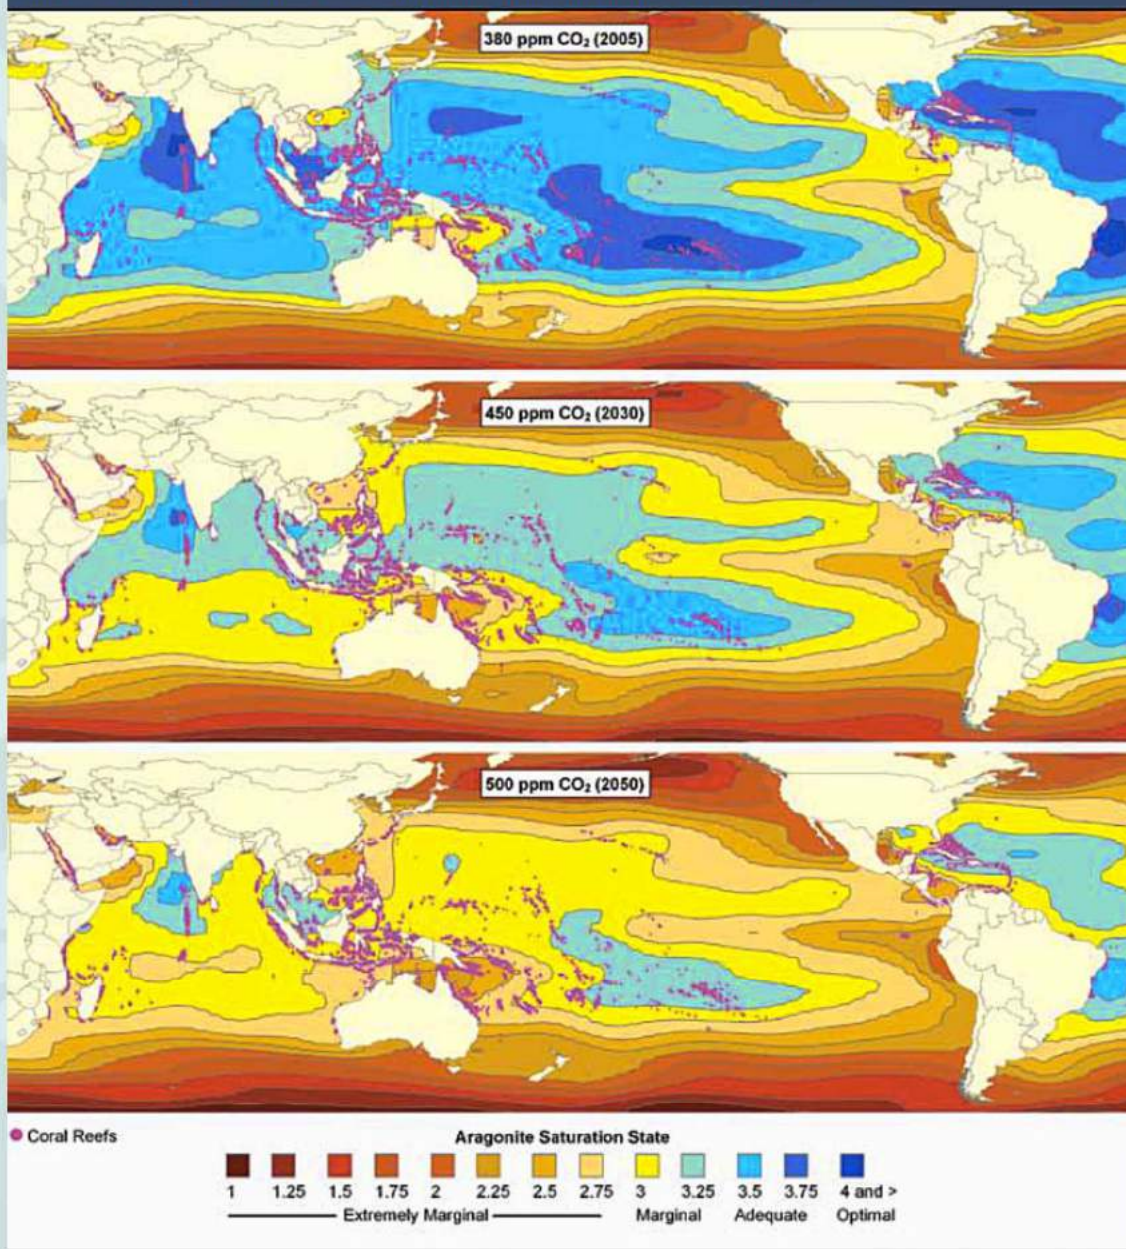 380 ppm CO₂ (2005)
450 ppm CO₂ (2030)
500 ppm CO₂ (2050)
Coral Reefs
Aragonite Saturation State
1 1.25 1.5 1.75 2 2.25 2.5 2.75 3 3.25 3.5 3.75 4 and >
Extremely Marginal Marginal Adequate Optimal